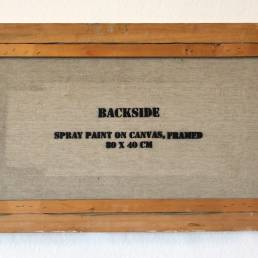 BACKSIDE
SPRAY PAINT ON CANVAS, FRAMED
80 X 40 CM